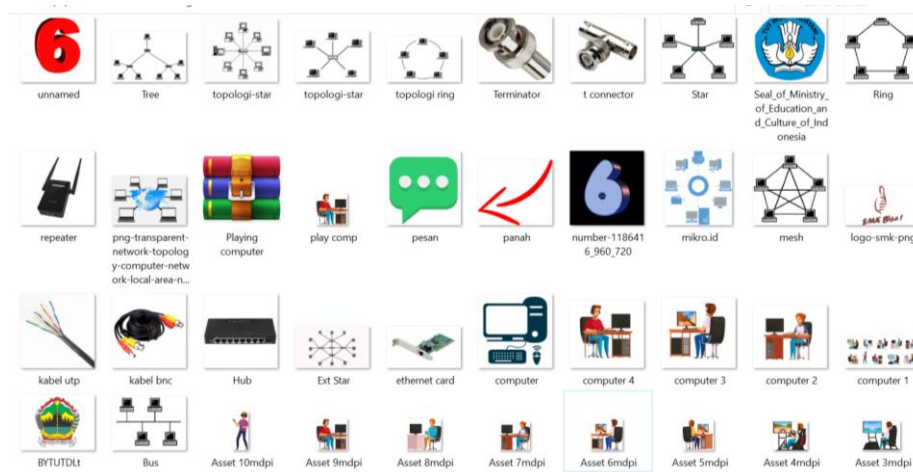 unnamed
Tree
topologi-star
topologi-star
topologi ring
Terminator
t connector
Star
Seal_of_Ministry_
of_Education_an
d_Culture_of_Ind
onesia
Ring
repeater
png-transparent-
network-topolog
y-computer-netw
ork-local-area-n...
Playing
computer
play comp
pesan
panah
number-118641
6_960_720
mikro.id
mesh
logo-smk-png
kabel utp
kabel bnc
Hub
Ext Star
ethernet card
computer
computer 4
computer 3
computer 2
computer 1
BYTUTDLt
Bus
Asset 10mdpi
Asset 9mdpi
Asset 8mdpi
Asset 7mdpi
Asset 6mdpi
Asset 5mdpi
Asset 4mdpi
Asset 3mdpi